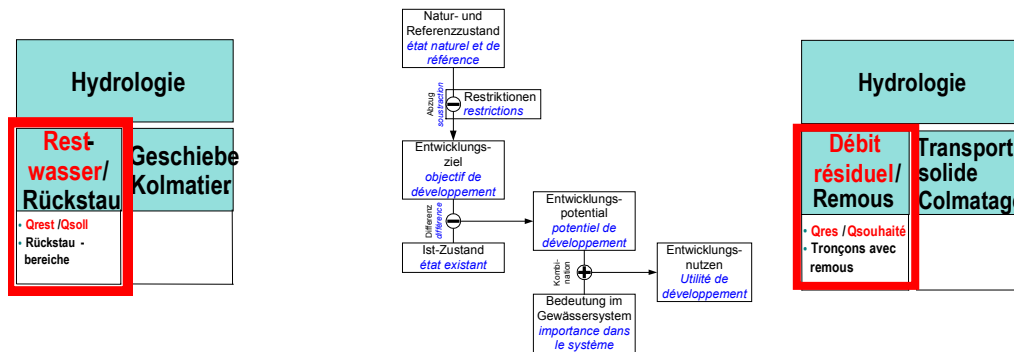 Hydrologie
Rest-
wasser/
Rückstau
Geschiebe
Kolmatier
• Qrest /Qsoll
• Rückstau -
bereiche
Natur- und
Referenzzustand
état naturel et de
référence
Abzug
soustraction
Restriktionen
restrictions
Entwicklungs-
ziel
objectif de
développement
Differenz
différence
Ist-Zustand
état existant
Entwicklungs-
potential
potentiel de
développement
Kombi-
nation
Entwicklungs-
nutzen
Utilité de
développement
Bedeutung im
Gewässersystem
importance dans
le système
Hydrologie
Débit
résiduel/
Remous
Transport
solide
Colmatag
• Qres / Qsouhaité
• Tronçons avec
remous